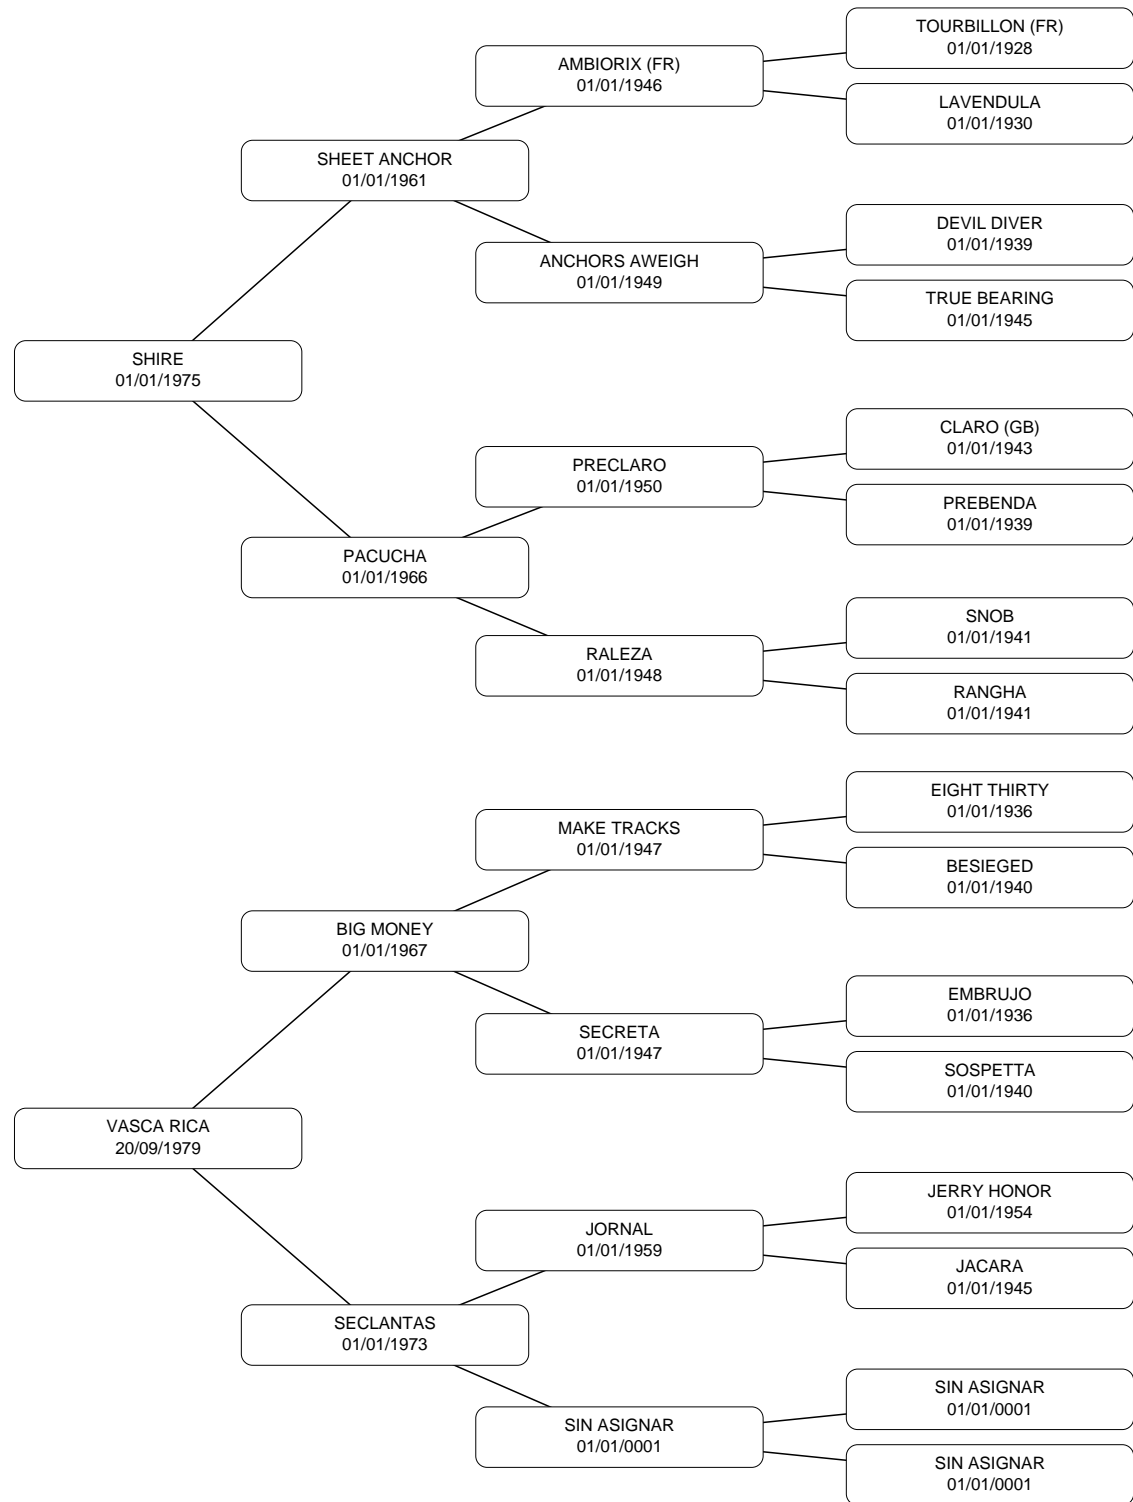 TOURBILLON (FR)
01/01/1928
AMBIORIX (FR)
01/01/1946
LAVENDULA
01/01/1930
SHEET ANCHOR
01/01/1961
DEVIL DIVER
01/01/1939
ANCHORS AWEIGH
01/01/1949
TRUE BEARING
01/01/1945
SHIRE
01/01/1975
CLARO (GB)
01/01/1943
PRECLARO
01/01/1950
PREBENDA
01/01/1939
PACUCHA
01/01/1966
SNOB
01/01/1941
RALEZA
01/01/1948
RANGHA
01/01/1941
EIGHT THIRTY
01/01/1936
MAKE TRACKS
01/01/1947
BESIEGED
01/01/1940
BIG MONEY
01/01/1967
EMBRUJO
01/01/1936
SECRETA
01/01/1947
SOSPETTA
01/01/1940
VASCA RICA
20/09/1979
JERRY HONOR
01/01/1954
JORNAL
01/01/1959
JACARA
01/01/1945
SECLANTAS
01/01/1973
SIN ASIGNAR
01/01/0001
SIN ASIGNAR
01/01/0001
SIN ASIGNAR
01/01/0001